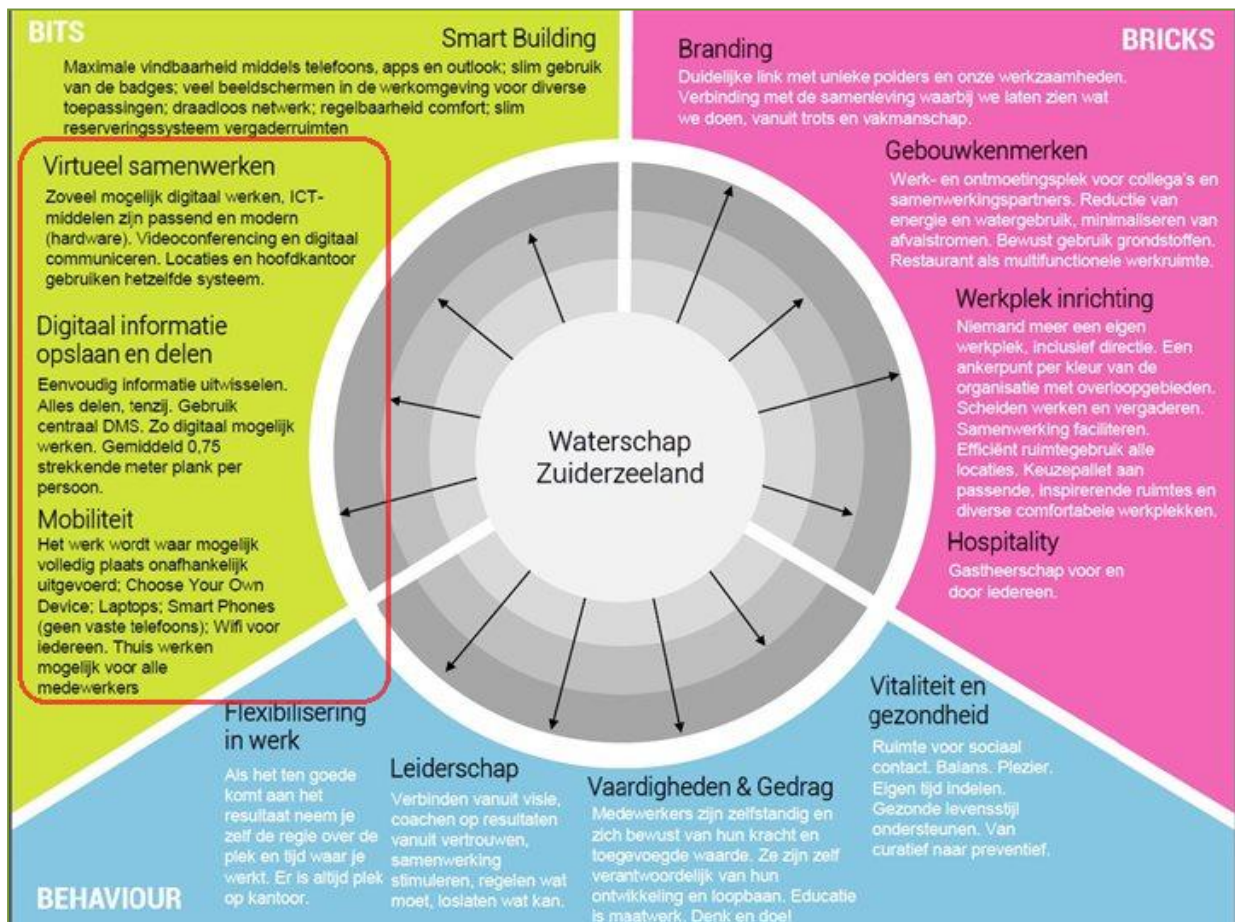 BITS
Smart Building
Maximale vindbaarheid middels telefoons, apps en outlook; slim gebruik
van de badges; veel beeldschermen in de werkomgeving voor diverse
toepassingen; draadloos netwerk; regelbaarheid comfort; slim
reserveringssysteem vergaderruimten
Virtueel samenwerken
Zoveel mogelijk digitaal werken, ICT-
middelen zijn passend en modern
(hardware). Videoconferencing en digitaal
communiceren. Locaties en hoofdkantoor
gebruiken hetzelfde systeem.
Digitaal informatie
opslaan en delen
Eenvoudig informatie uitwisselen.
Alles delen, tenzij. Gebruik
centraal DMS. Zo digitaal mogelijk
werken. Gemiddeld 0,75
strekkende meter plank per
persoon.
Mobiliteit
Het werk wordt waar mogelijk
volledig plaats onafhankelijk
uitgevoerd; Choose Your Own
Device; Laptops; Smart Phones
(geen vaste telefoons); Wifi voor
iedereen. Thuis werken
mogelijk voor alle
medewerkers
BRICKS
Branding
Duidelijke link met unieke polders en onze werkzaamheden.
Verbinding met de samenleving waarbij we laten zien wat
we doen, vanuit trots en vakmanschap.
Gebouwkenmerken
Werk- en ontmoetingsplek voor collega's en
samenwerkingspartners. Reductie van
energie en watergebruik, minimaliseren van
afvalstromen. Bewust gebruik grondstoffen.
Restaurant als multifunctionele werkruimte.
Werkplek inrichting
Niemand meer een eigen
werkplek, inclusief directie. Een
ankerpunt per kleur van de
organisatie met overloopgebieden.
Scheiden werken en vergaderen.
Samenwerking faciliteren.
Efficiënt ruimtegebruik alle
locaties. Keuzepallet aan
passende, inspirerende ruimtes en
diverse comfortabele werkplekken.
Hospitality
Gastheerschap voor en
door iedereen.
Waterschap
Zuiderzeeland
BEHAVIOUR
Flexibilisering
in werk
Als het ten goede
komt aan het
resultaat neem je
zelf de regie over de
plek en tijd waar je
werkt. Er is altijd plek
op kantoor.
Leiderschap
Verbinden vanuit visie,
coachen op resultaten
vanuit vertrouwen,
samenwerking
stimuleren, regelen wat
moet, loslaten wat kan.
Vaardigheden & Gedrag
Medewerkers zijn zelfstandig en
zich bewust van hun kracht en
toegevoegde waarde. Ze zijn zelf
verantwoordelijk van hun
ontwikkeling en loopbaan. Educatie
is maatwerk. Denk en doe!
Vitaliteit en
gezondheid
Ruimte voor sociaal
contact. Balans. Plezier.
Eigen tijd indelen.
Gezonde levensstijl
ondersteunen. Van
curatief naar preventief.